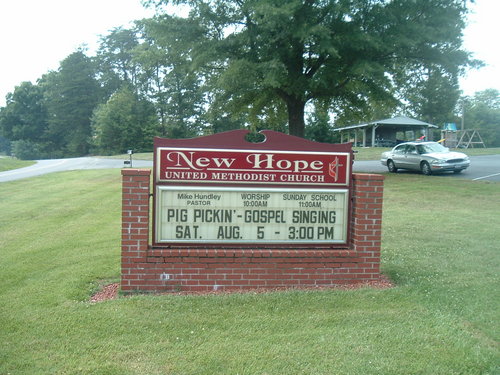 New Hope
UNITED METHODIST CHURCH
Mike Hundley WORSHIP SUNDAY SCHOOL
PASTOR 10:00AM 11:00AM
PIG PICKIN'-GOSPEL SINGING
SAT. AUG. 5 - 3:00 PM